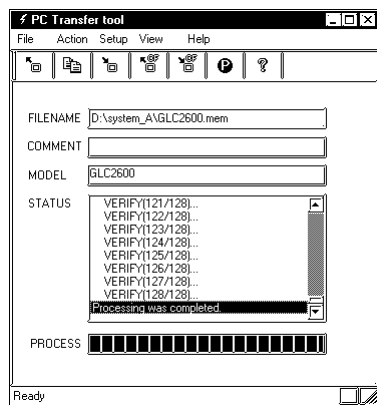 PC Transfer tool
File Action Setup View Help
FILENAME D:\system_A\GLC2600.mem
COMMENT
MODEL GLC2600
STATUS
VERIFY(121/128)...
VERIFY(122/128)...
VERIFY(123/128)...
VERIFY(124/128)...
VERIFY(125/128)...
VERIFY(126/128)...
VERIFY(127/128)...
VERIFY(128/128)...
Processing was completed.
PROCESS
Ready